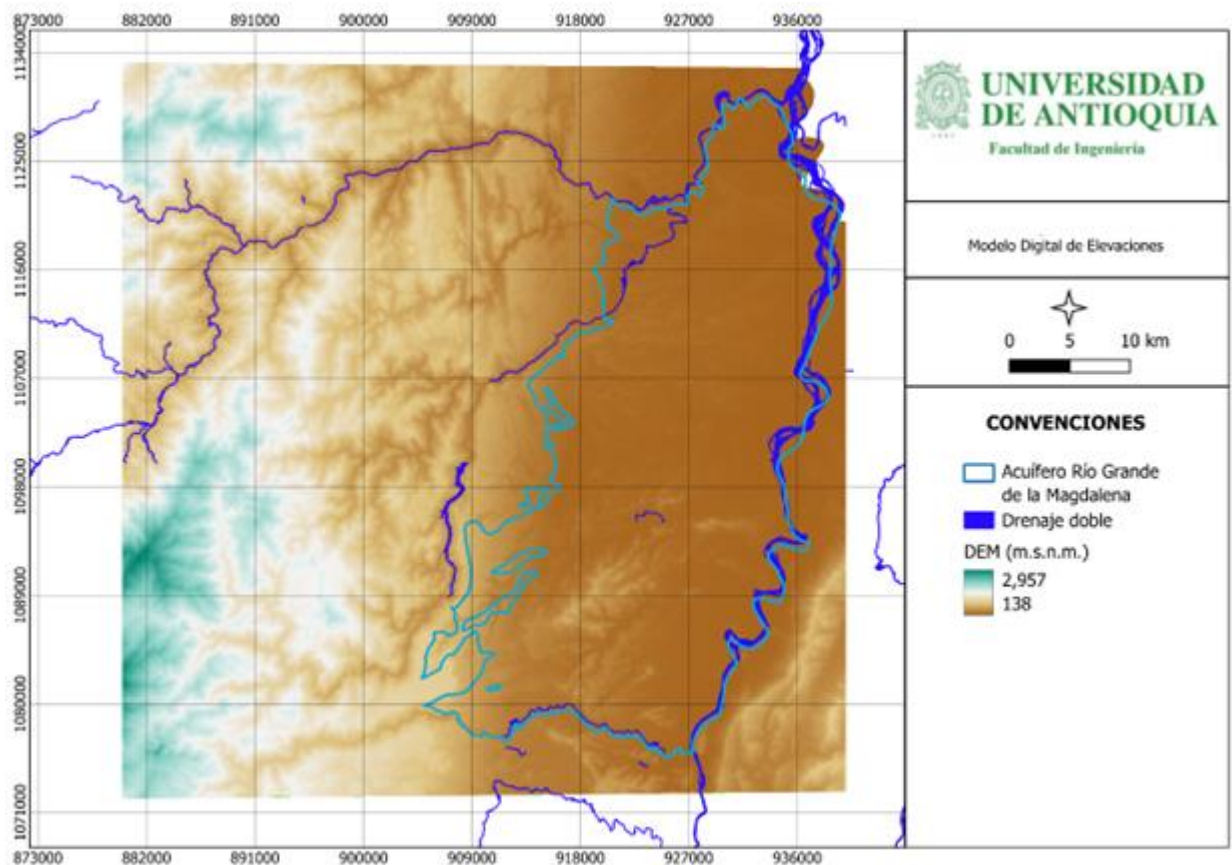 873000 882000 891000 900000 909000 918000 927000 936000
1134000
1125000
1116000
1107000
1098000
1089000
1080000
1071000
873000 882000 891000 900000 909000 918000 927000 936000
UNIVERSIDAD
DE ANTIOQUIA
Facultad de Ingeniería
Modelo Digital de Elevaciones
0 5 10 km
CONVENCIONES
Acuífero Río Grande
de la Magdalena
Drenaje doble
DEM (m.s.n.m.)
2,957
138